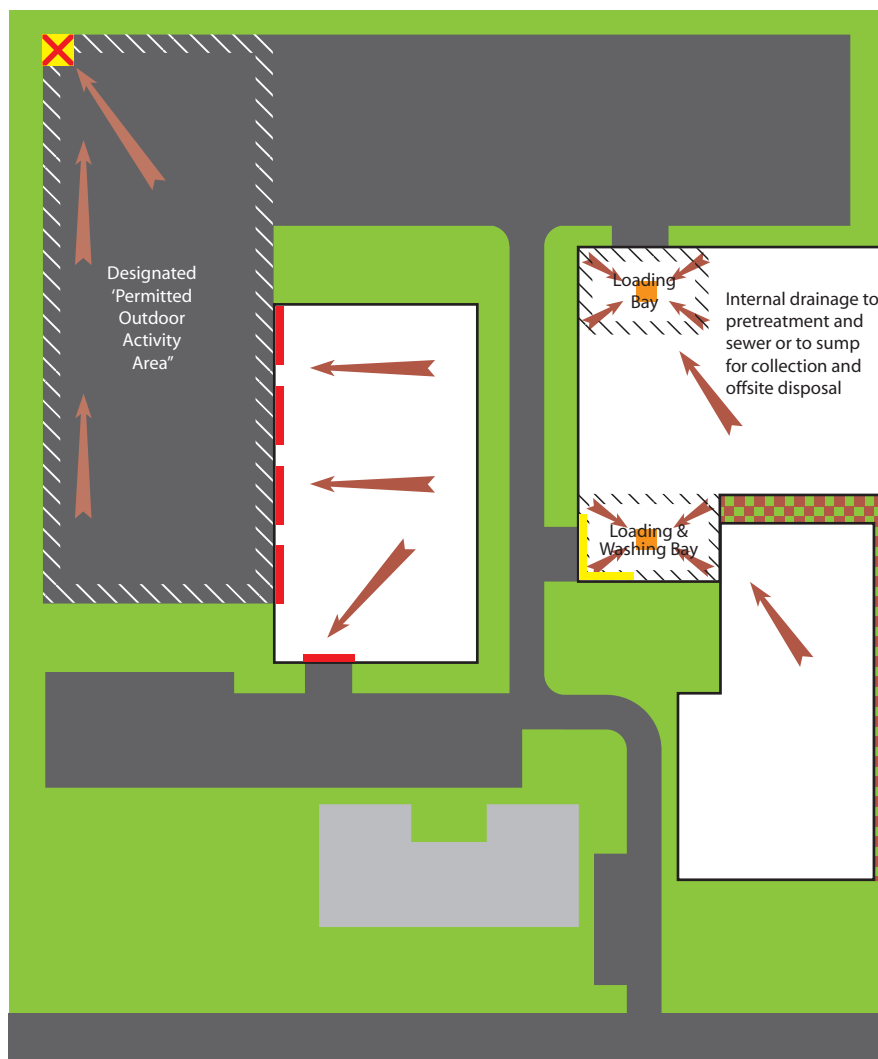 Designated
‘Permitted
Outdoor
Activity
Area”
Loading
Bay
Internal drainage to
pretreatment and
sewer or to sump
for collection and
offsite disposal
Loading &
Washing Bay